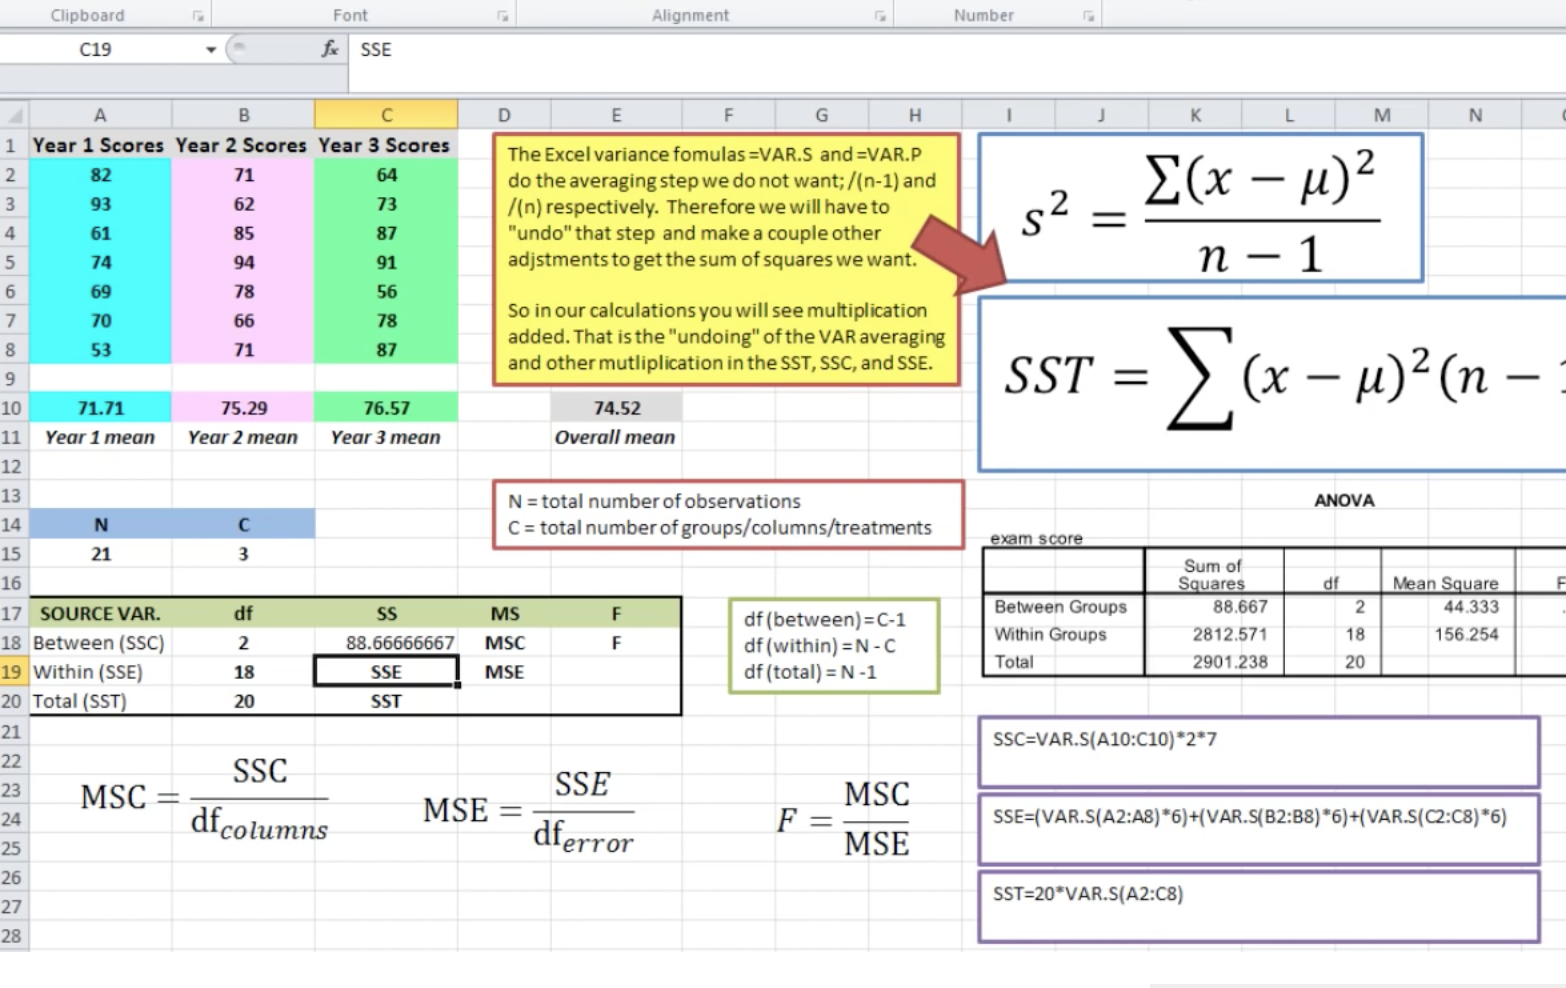 Clipboard Font Alignment Number
C19 fx SSE
A B C D E F G H I J K L M N
1 Year 1 Scores Year 2 Scores Year 3 Scores
2 82 71 64
3 93 62 73
4 61 85 87
5 74 94 91
6 69 78 56
7 70 66 78
8 53 71 87
9
10 71.71 75.29 76.57 74.52
11 Year 1 mean Year 2 mean Year 3 mean Overall mean
12
13
14 N C
15 21 3
16
17 SOURCE VAR. df SS MS F
18 Between (SSC) 2 88.66666667 MSC F
19 Within (SSE) 18 SSE MSE
20 Total (SST) 20 SST
21
22
23
24
25
26
27
28
The Excel variance fomulas =VAR.S and =VAR.P
do the averaging step we do not want; /(n-1) and
/(n) respectively. Therefore we will have to
"undo" that step and make a couple other
adjstments to get the sum of squares we want.
So in our calculations you will see multiplication
added. That is the "undoing" of the VAR averaging
and other mutliplication in the SST, SSC, and SSE.
s² = ∑(x − μ)² / n − 1
SST = ∑(x − μ)²(n −
N = total number of observations
C = total number of groups/columns/treatments
df (between) = C-1
df (within) = N - C
df (total) = N -1
ANOVA
exam score
Sum of
Squares df Mean Square F
Between Groups 88.667 2 44.333
Within Groups 2812.571 18 156.254
Total 2901.238 20
MSC = SSC / df columns
MSE = SSE / df error
F = MSC / MSE
SSC=VAR.S(A10:C10)*2*7
SSE=(VAR.S(A2:A8)*6)+(VAR.S(B2:B8)*6)+(VAR.S(C2:C8)*6)
SST=20*VAR.S(A2:C8)